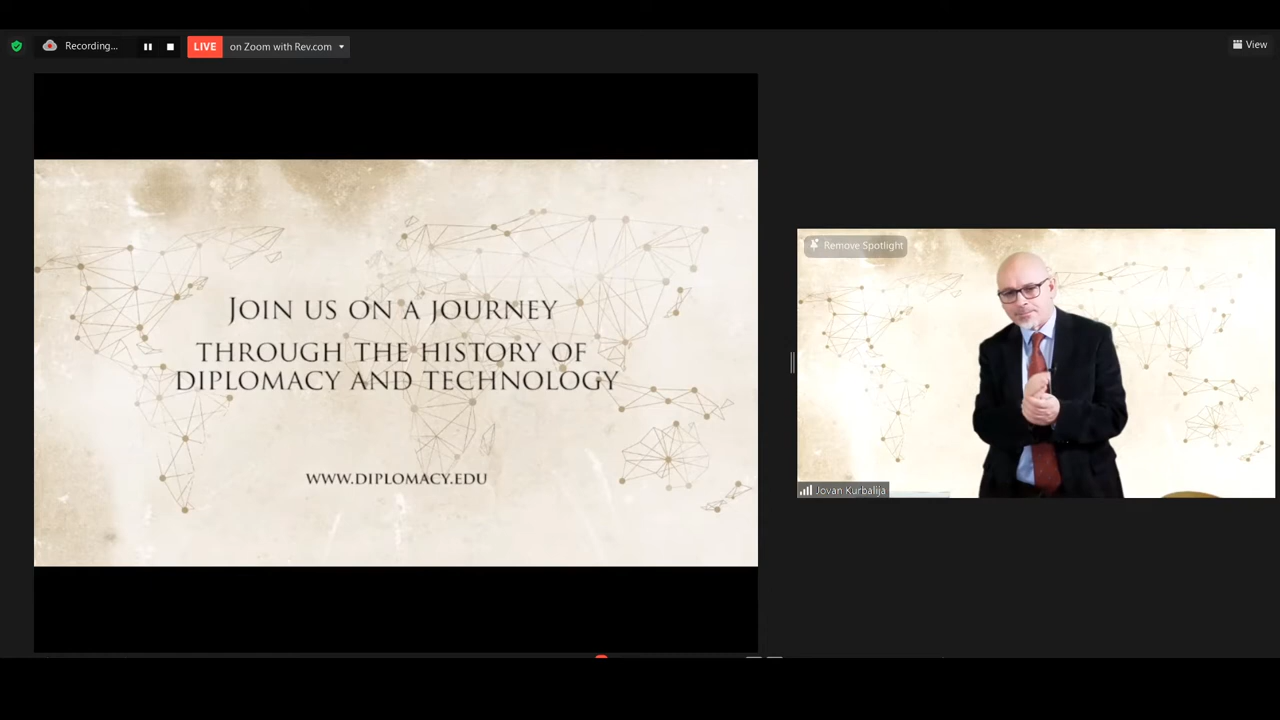 Recording...
LIVE on Zoom with Rev.com
View
JOIN US ON A JOURNEY
THROUGH THE HISTORY OF
DIPLOMACY AND TECHNOLOGY
WWW.DIPLOMACY.EDU
Remove Spotlight
Jovan Kurbalija